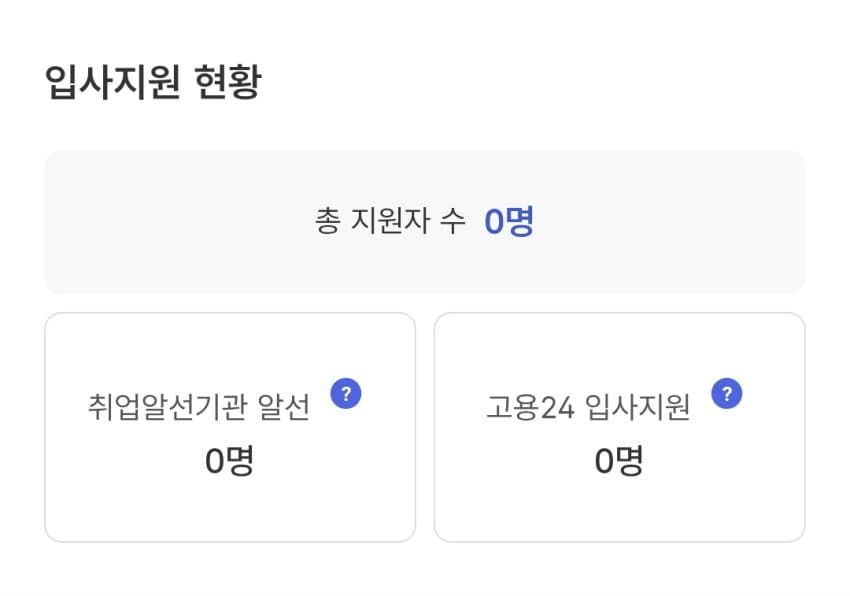 입사지원 현황
총 지원자 수 0명
취업알선기관 알선 ?
0명
고용24 입사지원 ?
0명